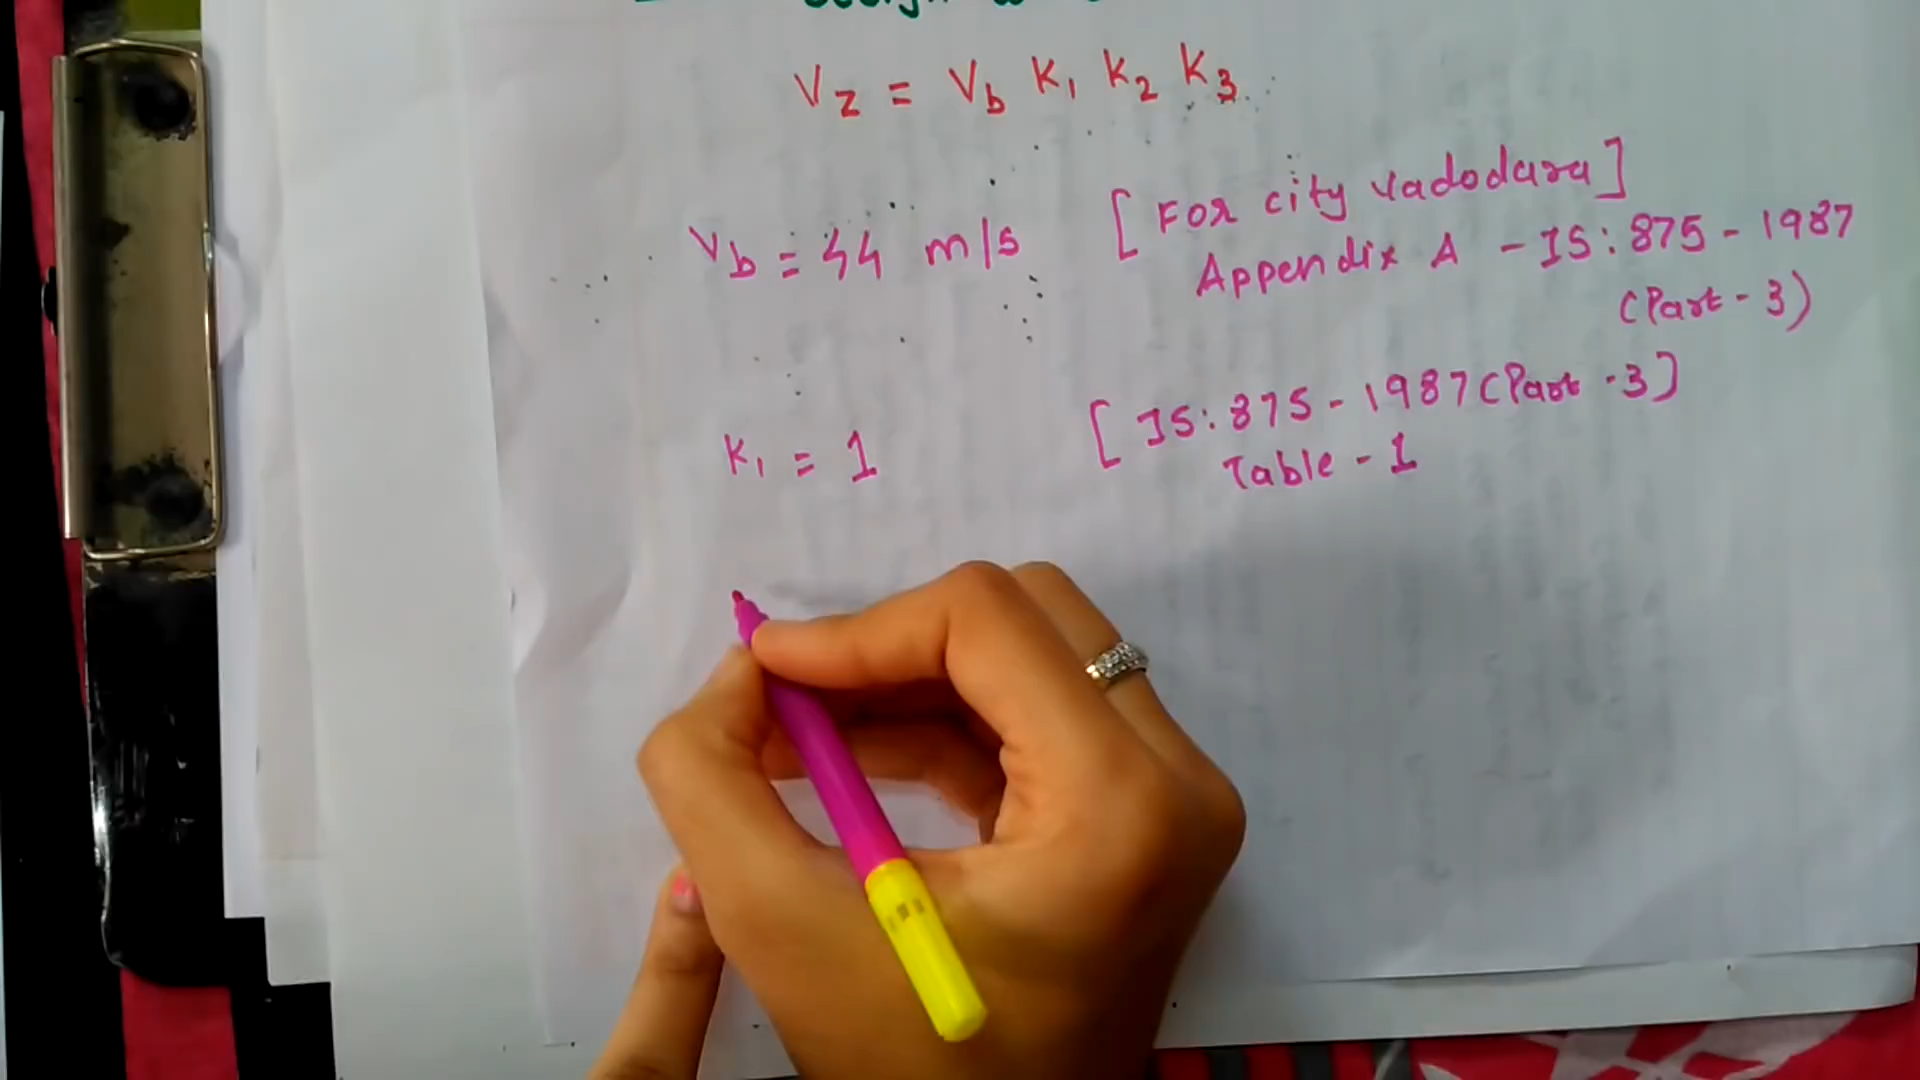 Vz = Vb K1 K2 K3
Vb = 44 m/s [For city Vadodara]
Appendix A - IS: 875 - 1987
(Part - 3)
K1 = 1 [IS: 875 - 1987 (Part - 3]
Table - 1